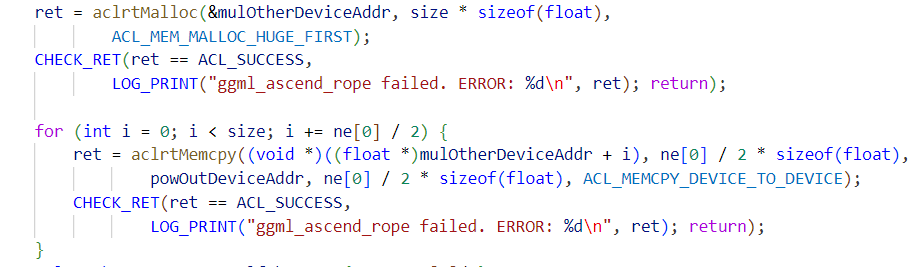 ret = aclrtMalloc(&mulOtherDeviceAddr, size * sizeof(float),
ACL_MEM_MALLOC_HUGE_FIRST);
CHECK_RET(ret == ACL_SUCCESS,
LOG_PRINT("ggml_ascend_rope failed. ERROR: %d\n", ret); return);
for (int i = 0; i < size; i += ne[0] / 2) {
ret = aclrtMemcpy((void *)((float *)mulOtherDeviceAddr + i), ne[0] / 2 * sizeof(float),
powOutDeviceAddr, ne[0] / 2 * sizeof(float), ACL_MEMCPY_DEVICE_TO_DEVICE);
CHECK_RET(ret == ACL_SUCCESS,
LOG_PRINT("ggml_ascend_rope failed. ERROR: %d\n", ret); return);
}